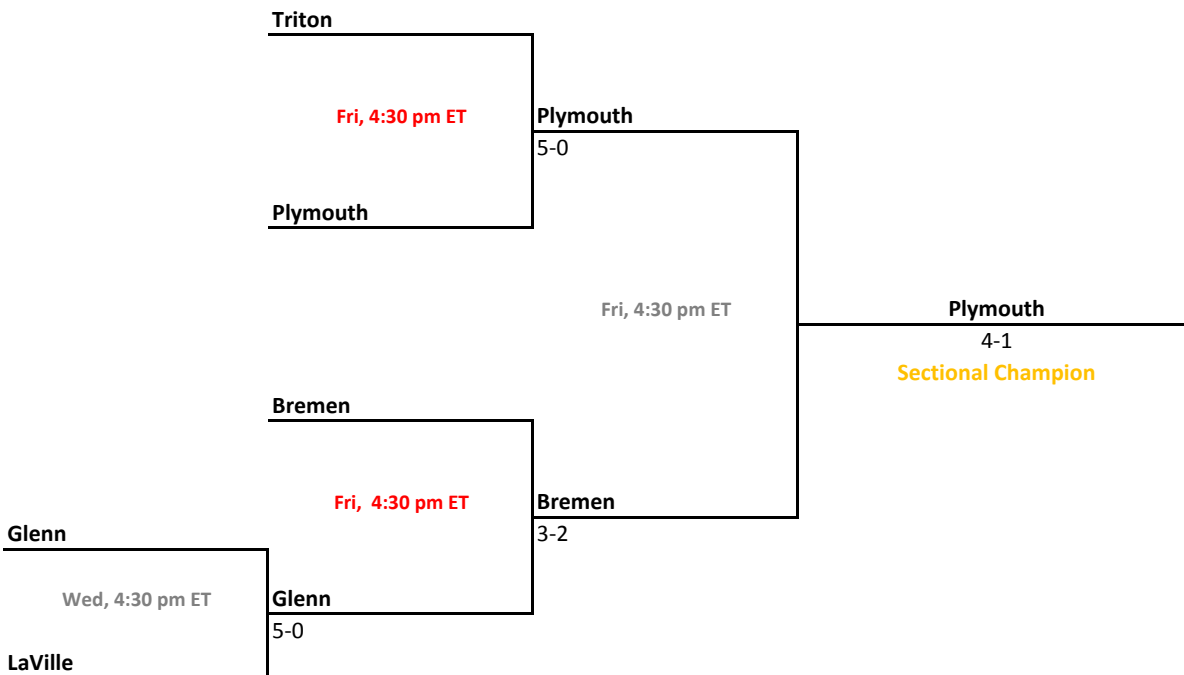 Triton
Fri, 4:30 pm ET
Plymouth
5-0
Plymouth
Fri, 4:30 pm ET
Plymouth
4-1
Sectional Champion
Bremen
Fri,  4:30 pm ET
Bremen
3-2
Glenn
Wed, 4:30 pm ET
Glenn
5-0
LaVille